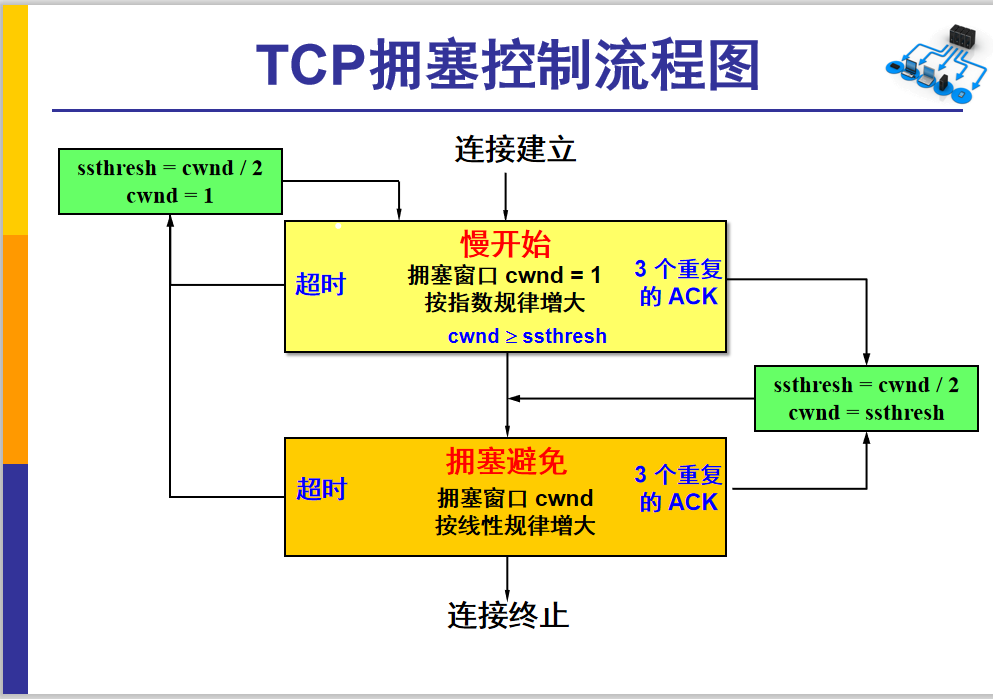 TCP拥塞控制流程图
连接建立
ssthresh = cwnd / 2
cwnd = 1
慢开始
拥塞窗口 cwnd = 1
按指数规律增大
cwnd ≥ ssthresh
超时
3 个重复
的 ACK
ssthresh = cwnd / 2
cwnd = ssthresh
拥塞避免
拥塞窗口 cwnd
按线性规律增大
超时
3 个重复
的 ACK
连接终止